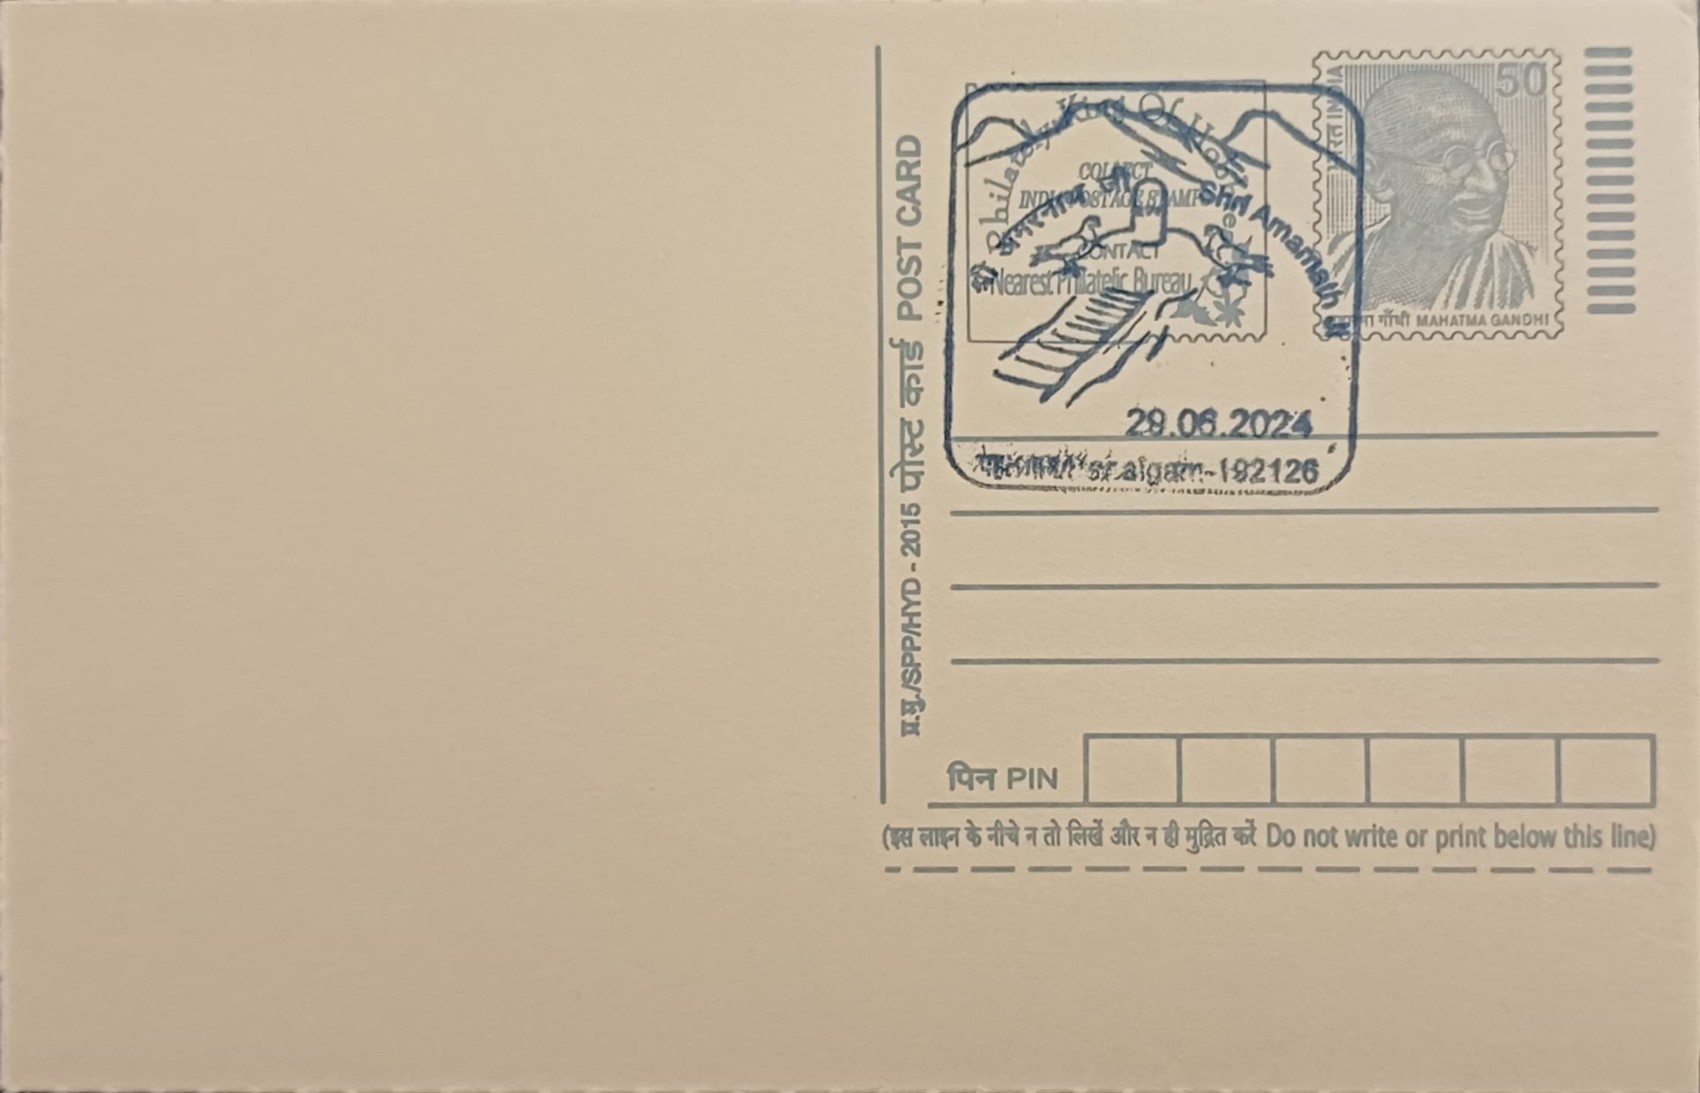 Philately King Of Hobbies
COLLECT
INDIA POSTAGE STAMPS
CONTACT
Nearest Philatelic Bureau
श्री अमरनाथ जी
Shri Amarnath Ji
29.06.2024
-192126
50
भारत INDIA
महात्मा गाँधी MAHATMA GANDHI
प्र.मु./SPP/HYD - 2015 पोस्ट कार्ड POST CARD
पिन PIN
(इस लाइन के नीचे न तो लिखें और न ही मुद्रित करें Do not write or print below this line)